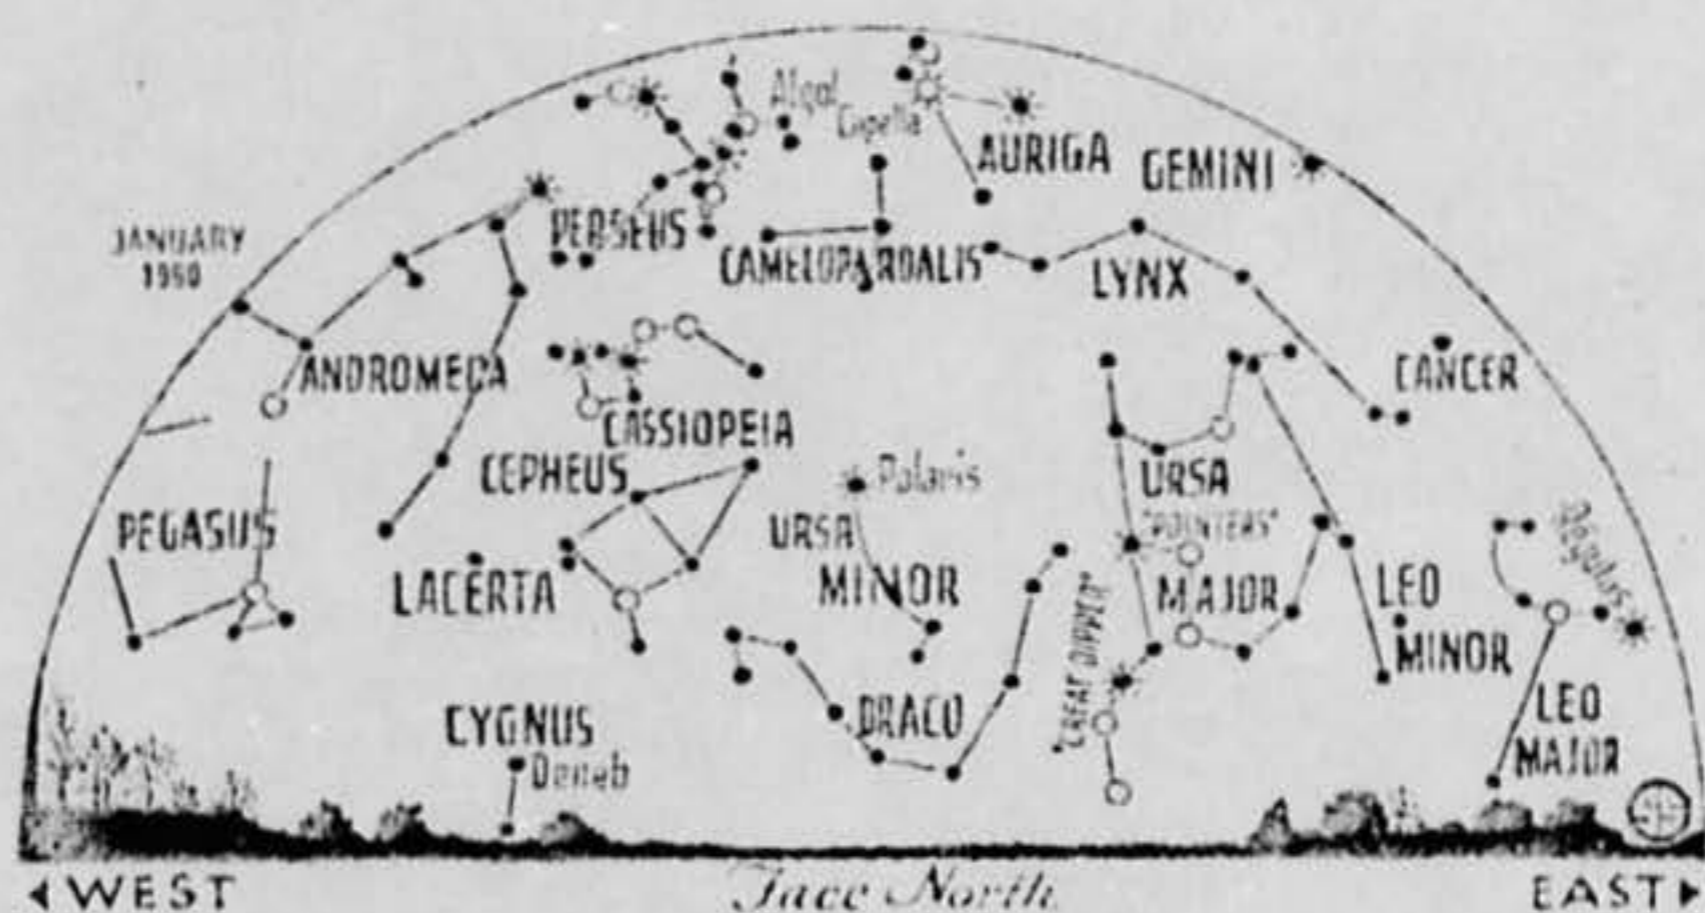 Algol
Capella
AURIGA
GEMINI
PERSEUS
JANUARY
1960
CAMELOPARDALIS
LYNX
ANDROMEDA
CANCER
CASSIOPEIA
CEPHEUS
Polaris
URSA
"POINTERS"
PEGASUS
URSA
MINOR
Regulus
LACERTA
MAJOR
LEO
MINOR
"GREAT DIPPER"
CYGNUS
Deneb
DRACO
LEO
MAJOR
WEST
Face North
EAST